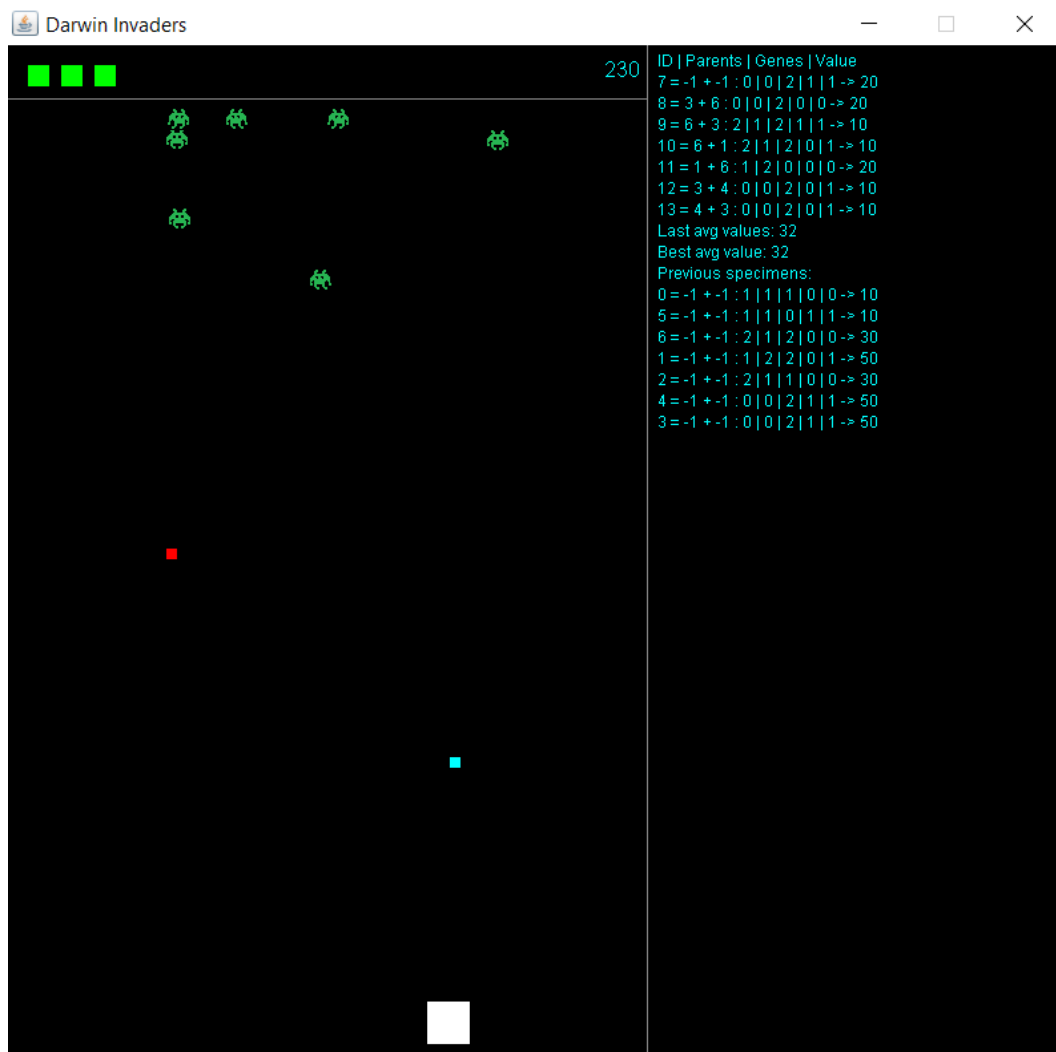 Darwin Invaders
230
ID | Parents | Genes | Value
7 = -1 + -1 : 0 | 0 | 2 | 1 | 1 -> 20
8 = 3 + 6 : 0 | 0 | 2 | 0 | 0 -> 20
9 = 6 + 3 : 2 | 1 | 2 | 1 | 1 -> 10
10 = 6 + 1 : 2 | 1 | 2 | 0 | 0 -> 10
11 = 1 + 6 : 1 | 2 | 0 | 0 | 0 -> 20
12 = 3 + 4 : 0 | 0 | 2 | 0 | 1 -> 10
13 = 4 + 3 : 0 | 0 | 2 | 0 | 1 -> 10
Last avg values: 32
Best avg value: 32
Previous specimens:
0 = -1 + -1 : 1 | 1 | 1 | 0 | 0 -> 10
5 = -1 + -1 : 1 | 1 | 0 | 1 | 1 -> 10
6 = -1 + -1 : 2 | 1 | 2 | 0 | 0 -> 30
1 = -1 + -1 : 1 | 2 | 2 | 0 | 1 -> 50
2 = -1 + -1 : 2 | 1 | 1 | 0 | 0 -> 30
4 = -1 + -1 : 0 | 0 | 2 | 1 | 1 -> 50
3 = -1 + -1 : 0 | 0 | 2 | 1 | 1 -> 50